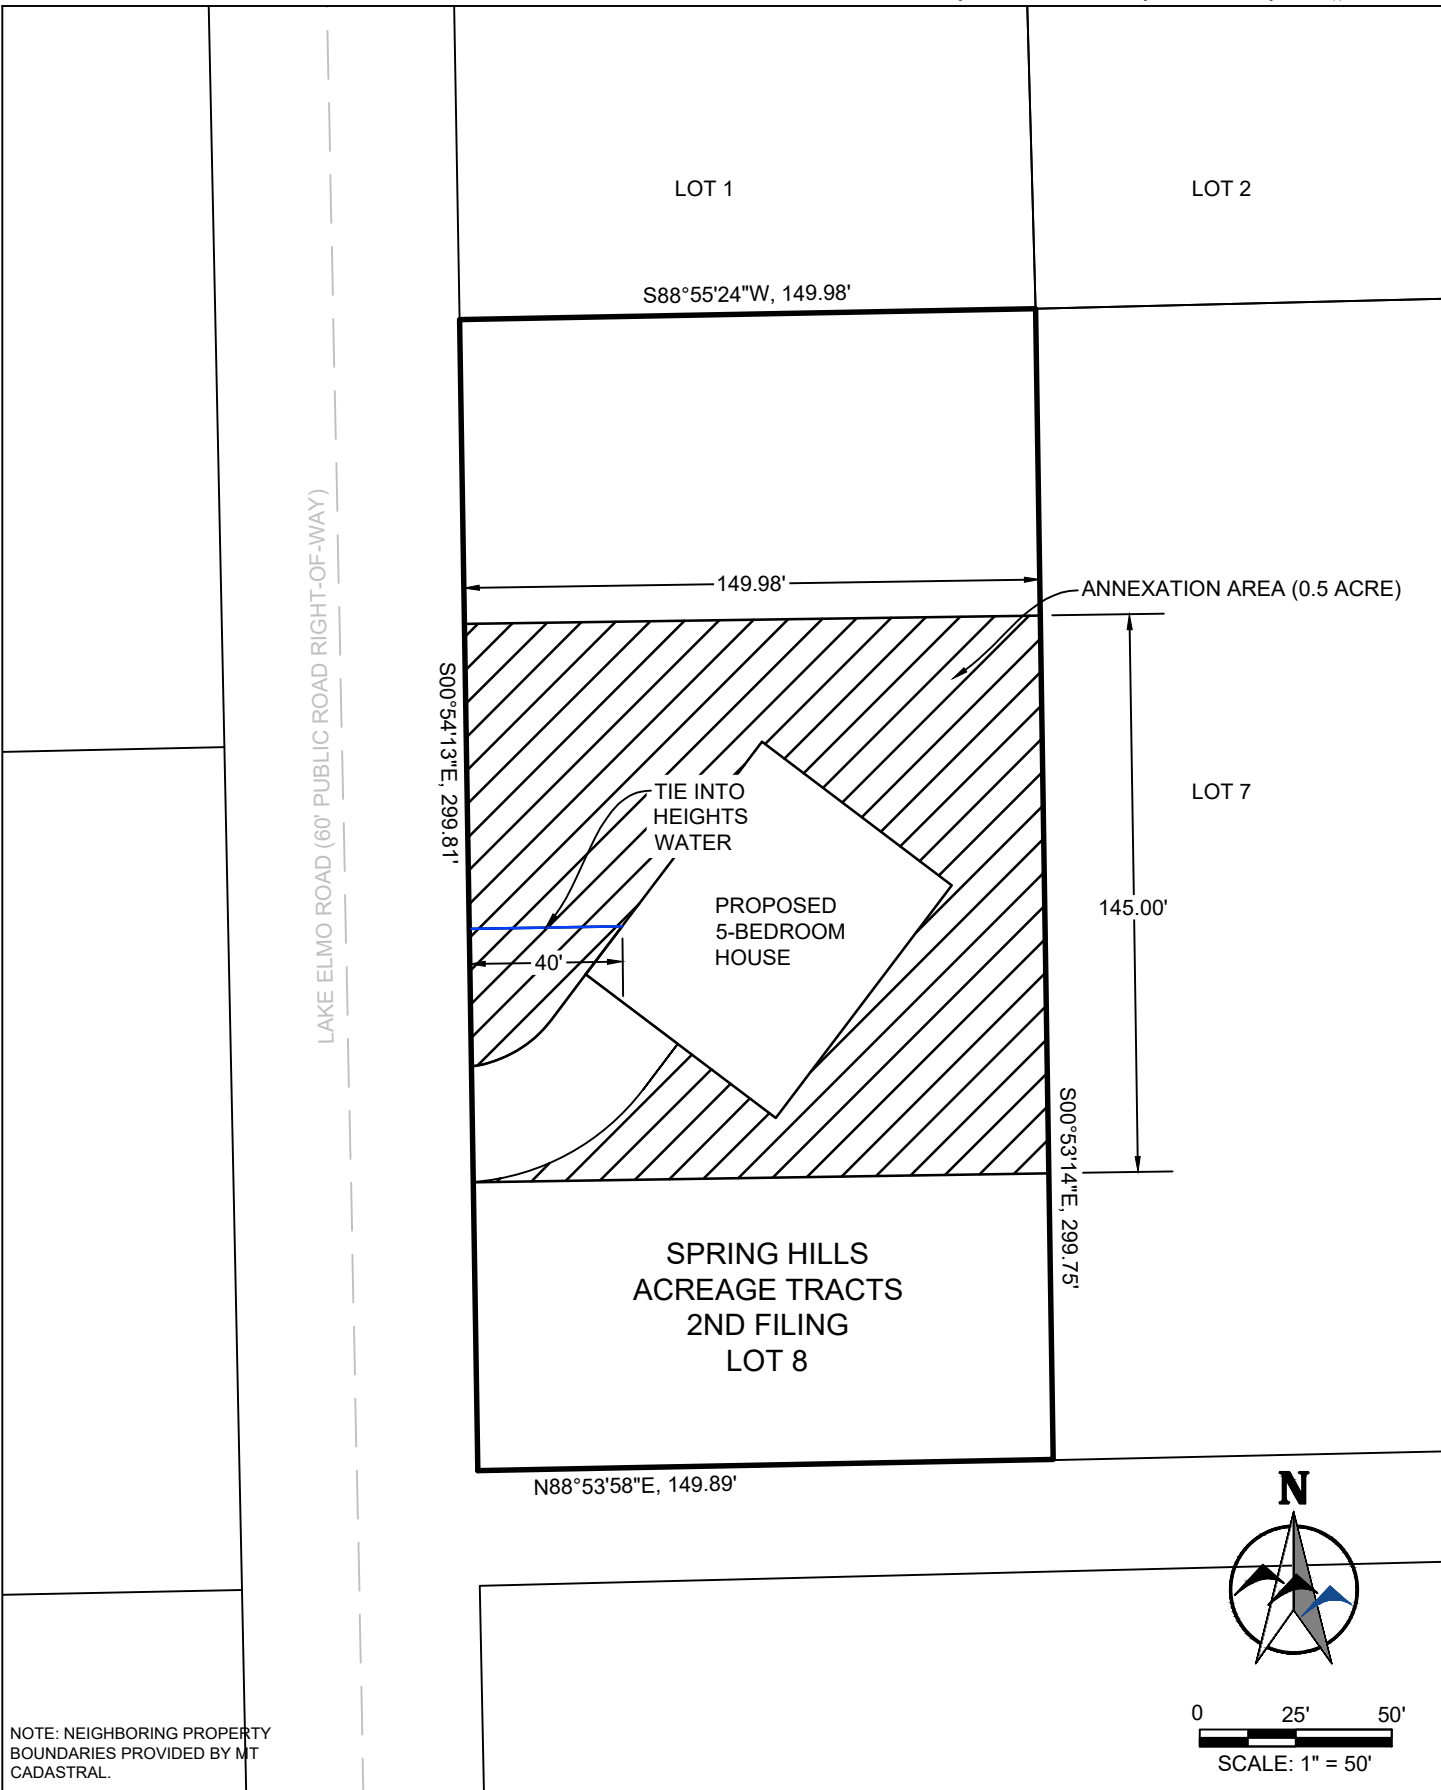 LOT 1
LOT 2
S88°55'24"W, 149.98'
LAKE ELMO ROAD (60' PUBLIC ROAD RIGHT-OF-WAY)
149.98'
ANNEXATION AREA (0.5 ACRE)
S00°54'13"E, 299.81'
TIE INTO
HEIGHTS
WATER
LOT 7
PROPOSED
5-BEDROOM
HOUSE
145.00'
40'
S00°53'14"E, 299.75'
SPRING HILLS
ACREAGE TRACTS
2ND FILING
LOT 8
N88°53'58"E, 149.89'
N
0 25' 50'
SCALE: 1" = 50'
NOTE: NEIGHBORING PROPERTY
BOUNDARIES PROVIDED BY MT
CADASTRAL.